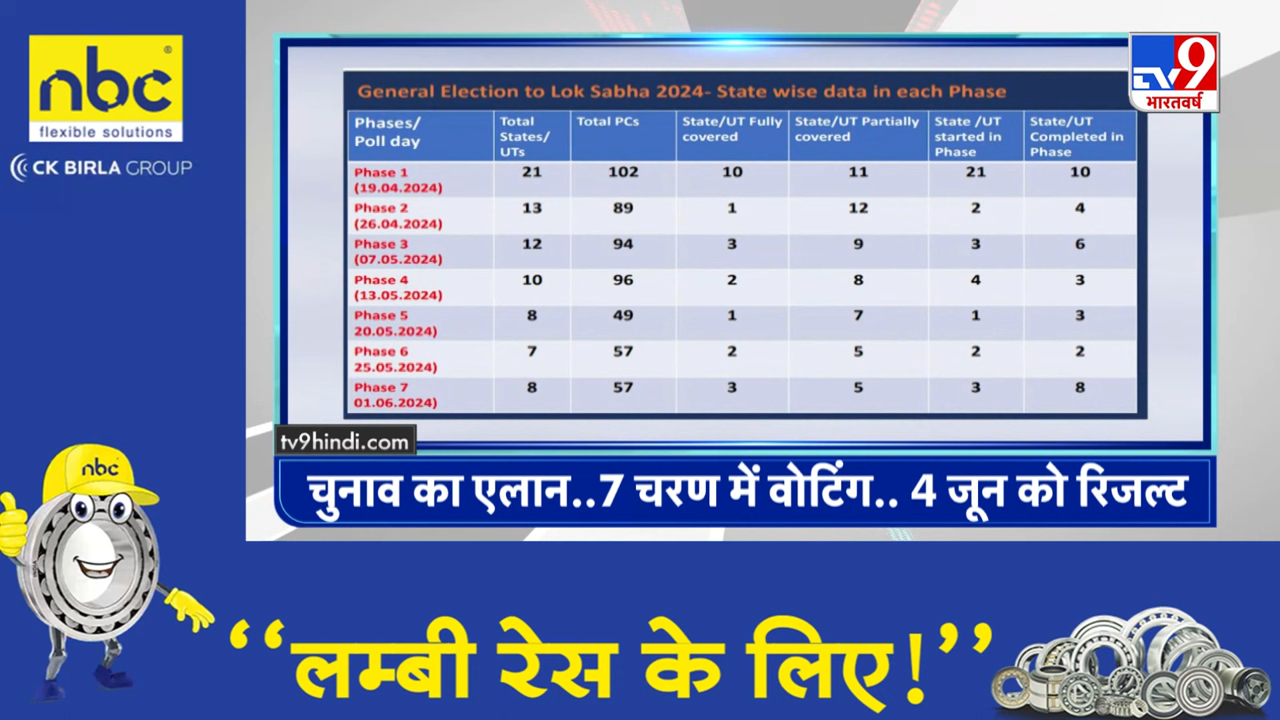 nbc
flexible solutions
CK BIRLA GROUP
TV9
भारतवर्ष
General Election to Lok Sabha 2024- State wise data in each Phase
Phases/ Poll day Total States/ UTs Total PCs State/UT Fully covered State/UT Partially covered State /UT started in Phase State/UT Completed in Phase
Phase 1 (19.04.2024) 21 102 10 11 21 10
Phase 2 (26.04.2024) 13 89 1 12 2 4
Phase 3 (07.05.2024) 12 94 3 9 3 6
Phase 4 (13.05.2024) 10 96 2 8 4 3
Phase 5 20.05.2024) 8 49 1 7 1 3
Phase 6 25.05.2024) 7 57 2 5 2 2
Phase 7 01.06.2024) 8 57 3 5 3 8
tv9hindi.com
चुनाव का एलान..7 चरण में वोटिंग.. 4 जून को रिजल्ट
nbc
“लम्बी रेस के लिए!”